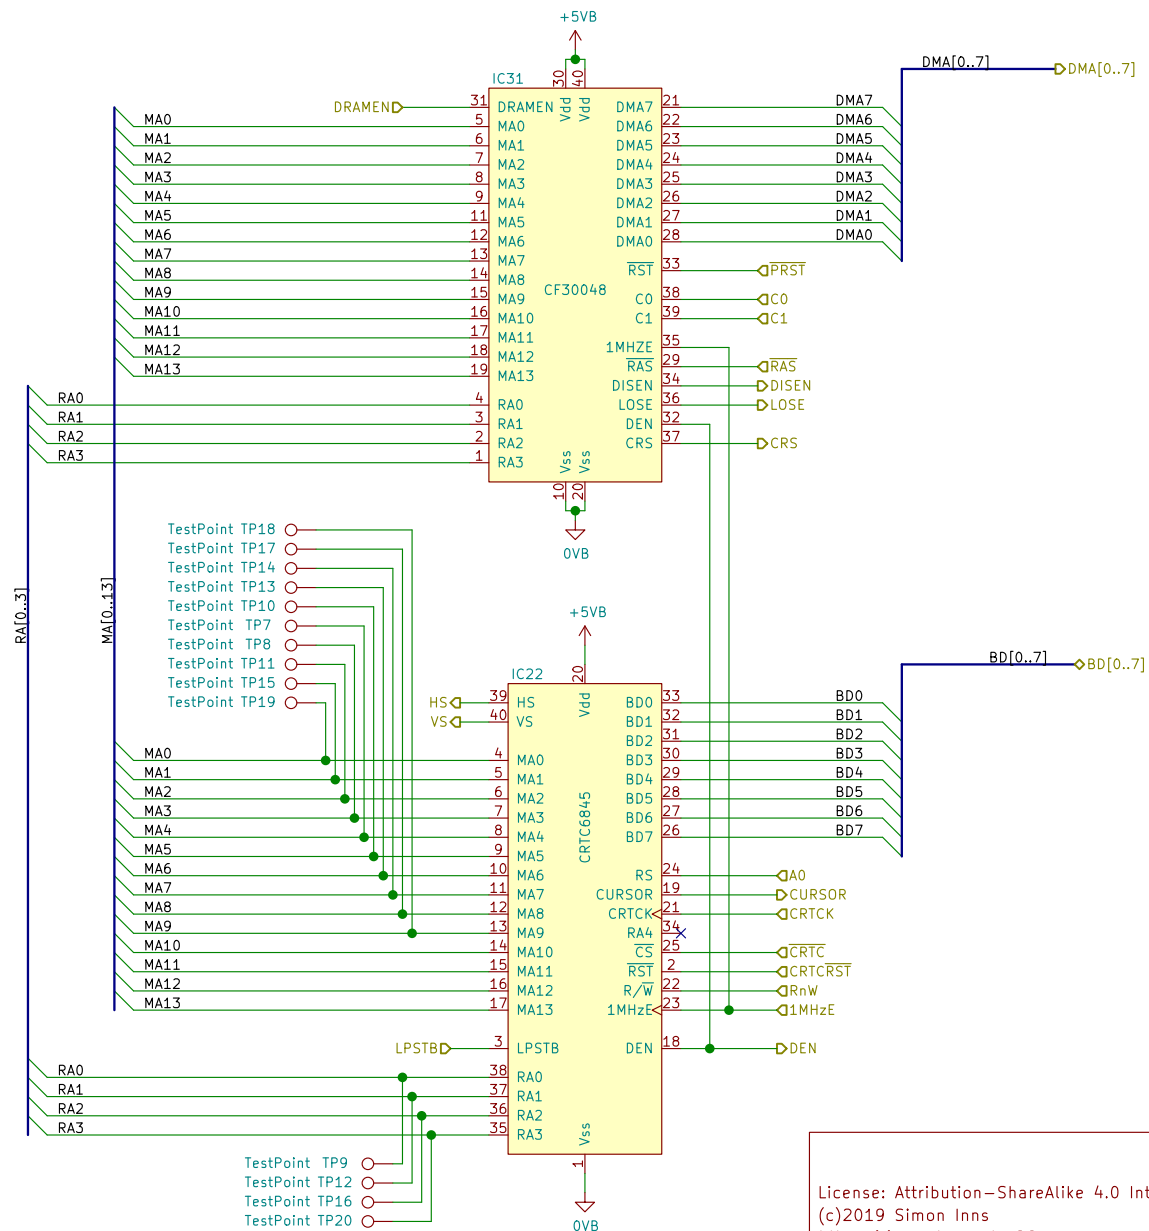 +5VB
DMA[0..7]
DMA[0..7]
IC31
30
40
Vdd
Vdd
DRAMEN 31 DRAMEN DMA7 21 DMA7
MA0 5 MA0 DMA6 22 DMA6
MA1 6 MA1 DMA5 23 DMA5
MA2 7 MA2 DMA4 24 DMA4
MA3 8 MA3 DMA3 25 DMA3
MA4 9 MA4 DMA2 26 DMA2
MA5 11 MA5 DMA1 27 DMA1
MA6 12 MA6 DMA0 28 DMA0
MA7 13 MA7 RST 33 PRST
MA8 14 MA8
CF30048
MA9 15 MA9 C0 38 C0
MA10 16 MA10 C1 39 C1
MA11 17 MA11 1MHZE 35
MA12 18 MA12 RAS 29 RAS
MA13 19 MA13 DISEN 34 DISEN
RA0 4 RA0 LOSE 36 LOSE
RA1 3 RA1 DEN 32
RA2 2 RA2 CRS 37 CRS
RA3 1 RA3
Vss
Vss
10
20
0VB
TestPoint TP18
TestPoint TP17
TestPoint TP14
TestPoint TP13
TestPoint TP10
TestPoint TP7
TestPoint TP8
TestPoint TP11
TestPoint TP15
TestPoint TP19
RA[0..3]
MA[0..13]
+5VB
BD[0..7]
BD[0..7]
IC22
20
Vdd
HS 39 HS BD0 33 BD0
VS 40 VS BD1 32 BD1
BD2 31 BD2
MA0 4 MA0 BD3 30 BD3
MA1 5 MA1 BD4 29 BD4
MA2 6 MA2 BD5 28 BD5
MA3 7 MA3 BD6 27 BD6
MA4 8 MA4 BD7 26 BD7
CRTC6845
MA5 9 MA5
MA6 10 MA6 RS 24 A0
MA7 11 MA7 CURSOR 19 CURSOR
MA8 12 MA8 CRTCK 21 CRTCK
MA9 13 MA9 RA4 34
MA10 14 MA10 CS 25 CRTC
MA11 15 MA11 RST 2 CRTCRST
MA12 16 MA12 R/W 22 RnW
MA13 17 MA13 1MHzE 23 1MHzE
LPSTB 3 LPSTB DEN 18 DEN
RA0 38 RA0
RA1 37 RA1
RA2 36 RA2
RA3 35 RA3
Vss
1
0VB
TestPoint TP9
TestPoint TP12
TestPoint TP16
TestPoint TP20
License: Attribution-ShareAlike 4.0 Int
(c)2019 Simon Inns